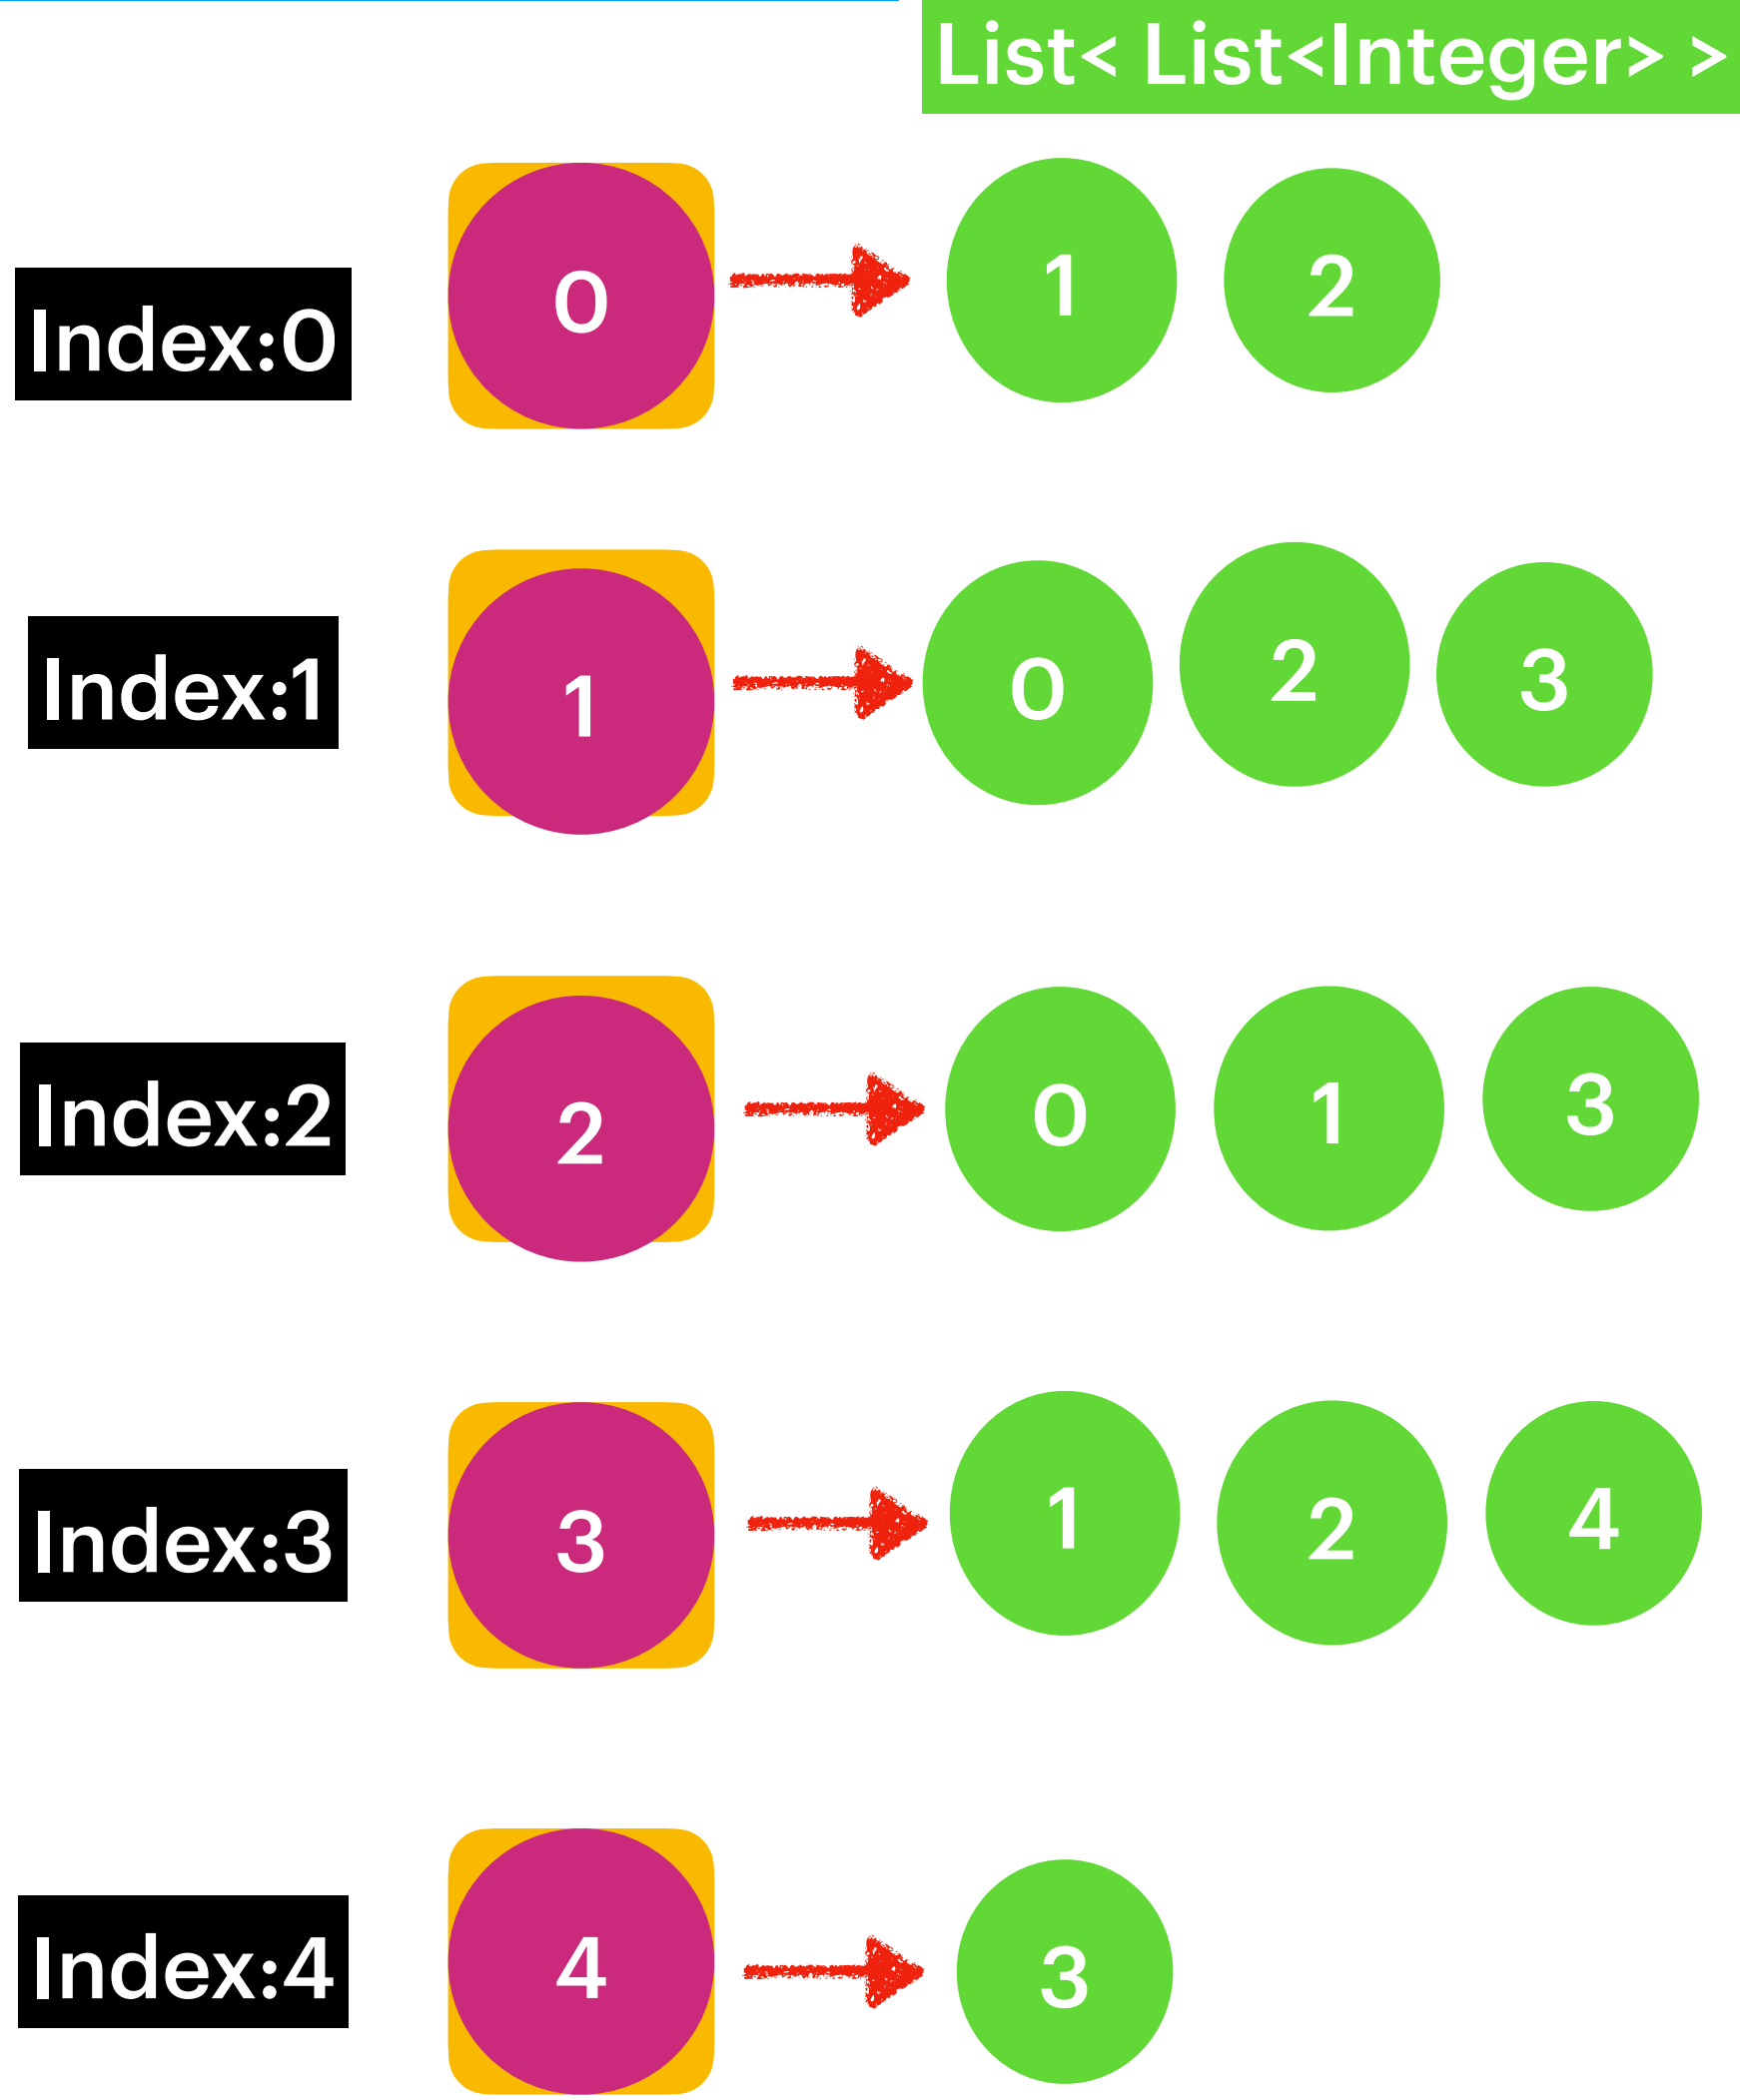 List< List<Integer> >
Index:0 0 1 2
Index:1 1 0 2 3
Index:2 2 0 1 3
Index:3 3 1 2 4
Index:4 4 3